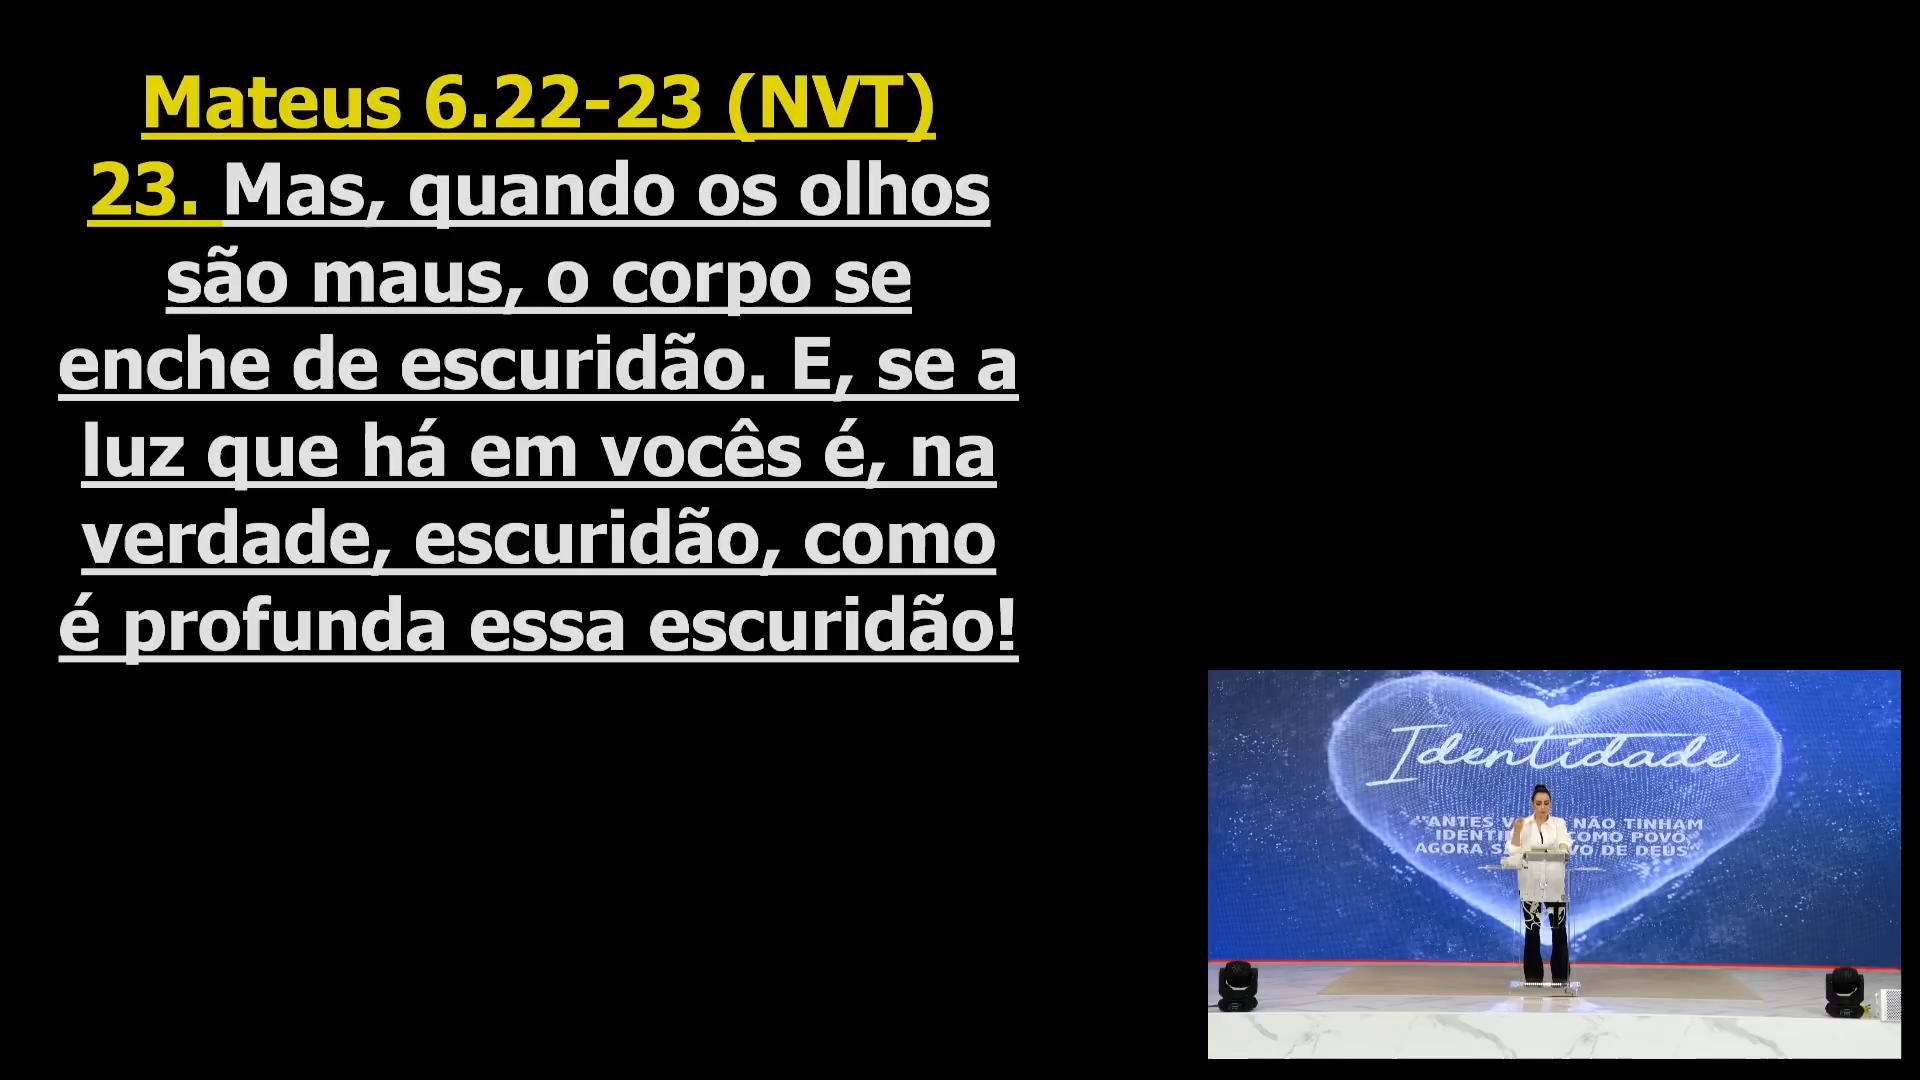 Mateus 6.22-23 (NVT)
23. Mas, quando os olhos
são maus, o corpo se
enche de escuridão. E, se a
luz que há em vocês é, na
verdade, escuridão, como
é profunda essa escuridão!
Identidade
"ANTES NÃO TINHAM
COMO POVO,
AGORA DE DEUS"